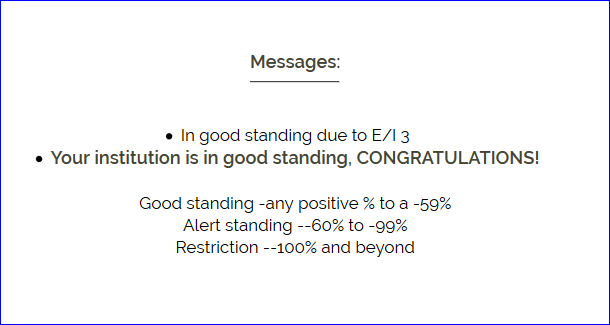 Messages:
• In good standing due to E/I 3
• Your institution is in good standing, CONGRATULATIONS!
Good standing -any positive % to a -59%
Alert standing --60% to -99%
Restriction --100% and beyond